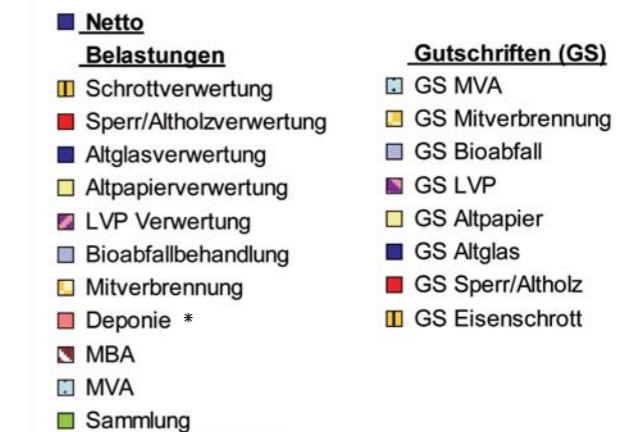 Netto
Belastungen
Schrottverwertung
Sperr/Altholzverwertung
Altglasverwertung
Altpapierverwertung
LVP Verwertung
Bioabfallbehandlung
Mitverbrennung
Deponie *
MBA
MVA
Sammlung
Gutschriften (GS)
GS MVA
GS Mitverbrennung
GS Bioabfall
GS LVP
GS Altpapier
GS Altglas
GS Sperr/Altholz
GS Eisenschrott